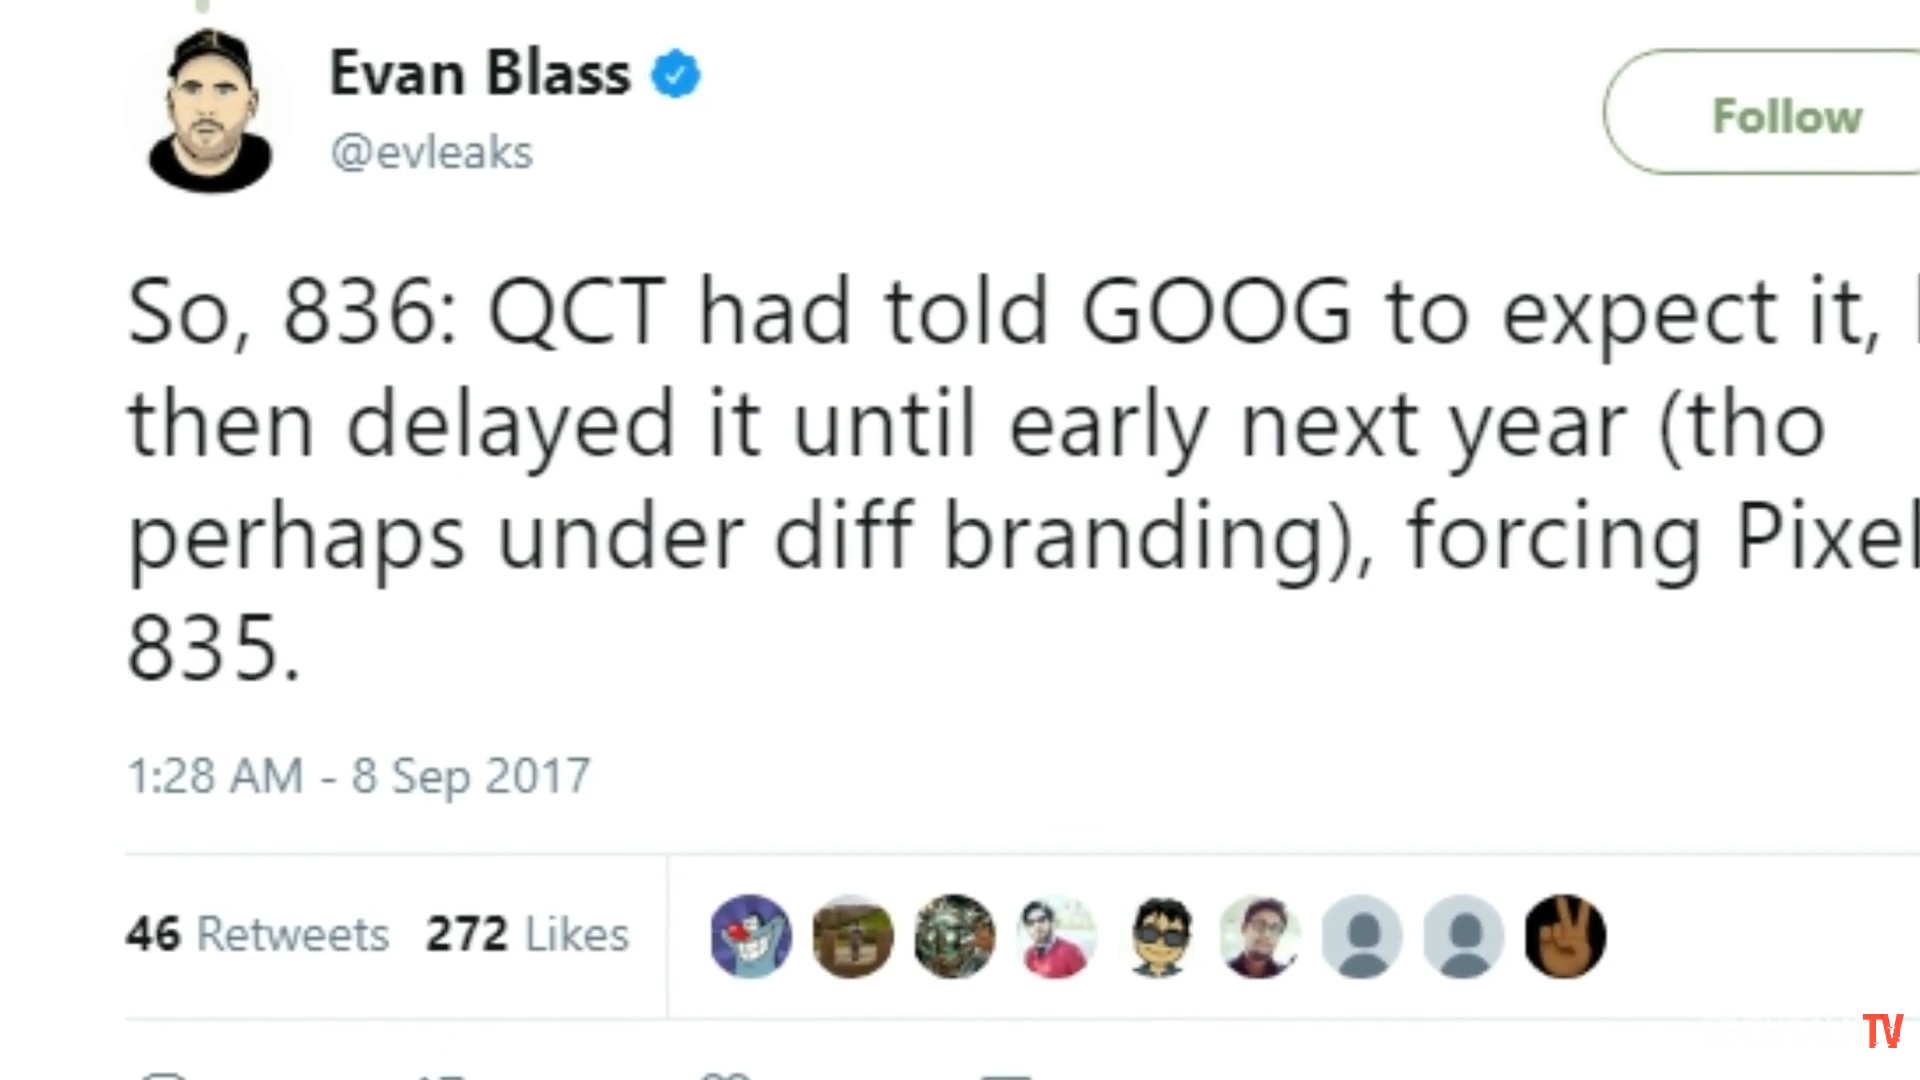 Evan Blass
@evleaks
Follow
So, 836: QCT had told GOOG to expect it,
then delayed it until early next year (tho
perhaps under diff branding), forcing Pixel
835.
1:28 AM - 8 Sep 2017
46 Retweets 272 Likes
TV